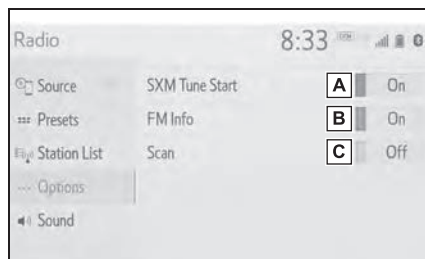 Radio 8:33
Source SXM Tune Start A On
Presets FM Info B On
Station List Scan C Off
Options
Sound